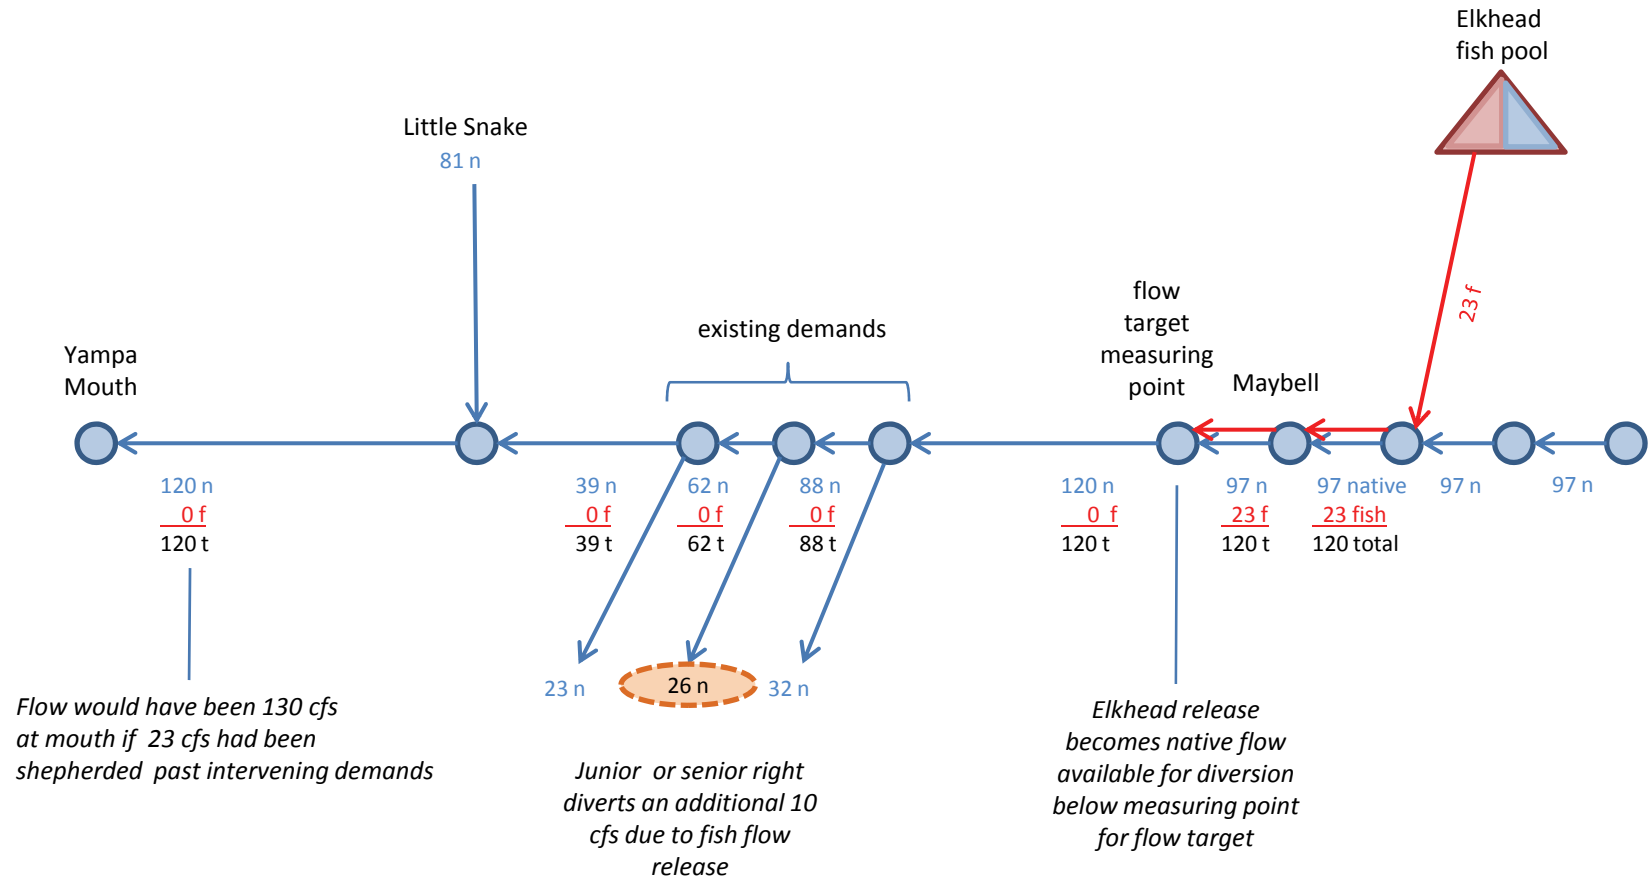 Elkhead
fish pool
Little Snake
81 n
23 f
flow
target
measuring
point
Maybell
existing demands
Yampa
Mouth
120 n
0 f
120 t
39 n
0 f
39 t
62 n
0 f
62 t
88 n
0 f
88 t
120 n
0 f
120 t
97 n
23 f
120 t
97 native
23 fish
120 total
97 n
97 n
23 n
26 n
32 n
Flow would have been 130 cfs
at mouth if 23 cfs had been
shepherded past intervening demands
Junior or senior right
diverts an additional 10
cfs due to fish flow
release
Elkhead release
becomes native flow
available for diversion
below measuring point
for flow target